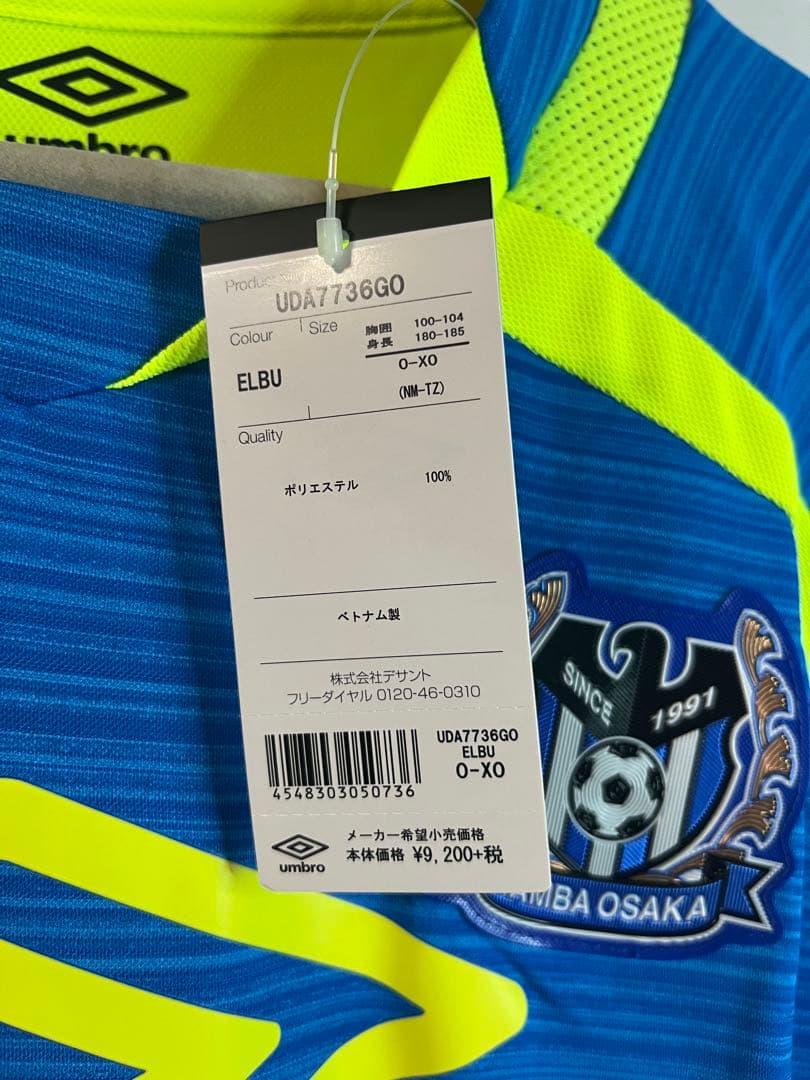 umbro
UDA7736GO
Colour
Size
胸囲 100-104
身長 180-185
ELBU
O-XO
(NM-TZ)
Quality
ポリエステル 100%
ベトナム製
株式会社デサント
フリーダイヤル 0120-46-0310
UDA7736GO
ELBU
O-XO
4548303050736
umbro
メーカー希望小売価格
本体価格 ¥9,200+税
SINCE 1991
OSAKA